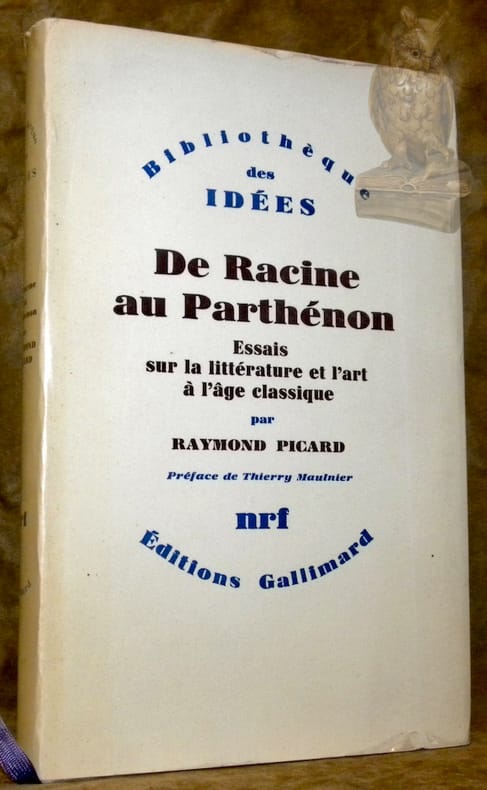 Bibliothèque
des
IDÉES
De Racine
au Parthénon
Essais
sur la littérature et l'art
à l'âge classique
par
RAYMOND PICARD
Préface de Thierry Maulnier
nrf
Éditions Gallimard